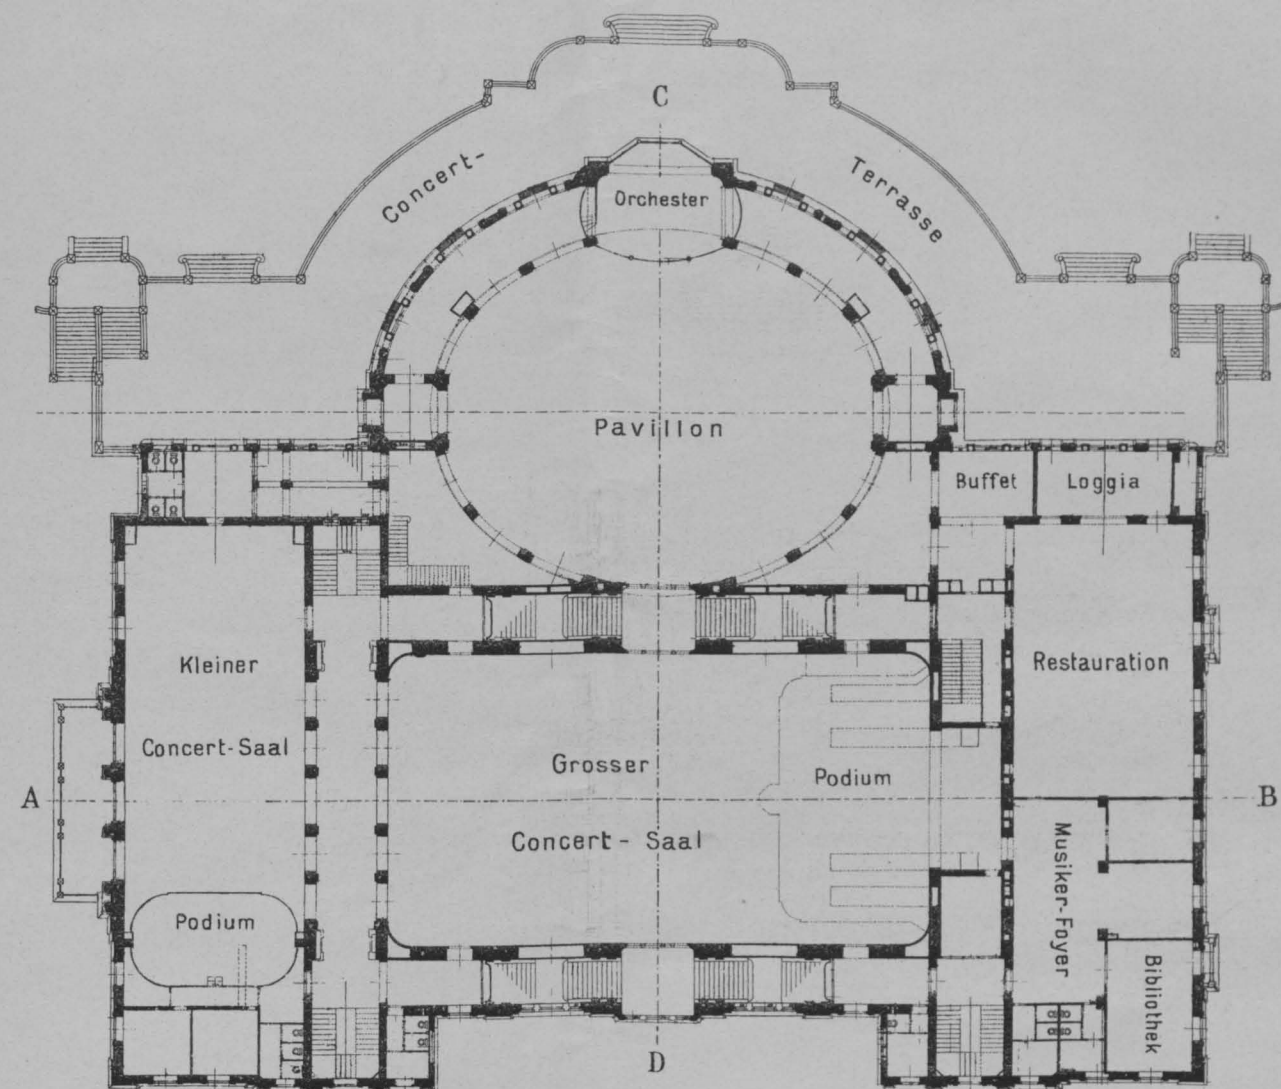 C
Concert-
Terrasse
Orchester
Pavillon
Buffet
Loggia
Kleiner
Concert-Saal
Restauration
Grosser
Concert - Saal
Podium
A
B
Podium
Musiker-Foyer
Bibliothek
D